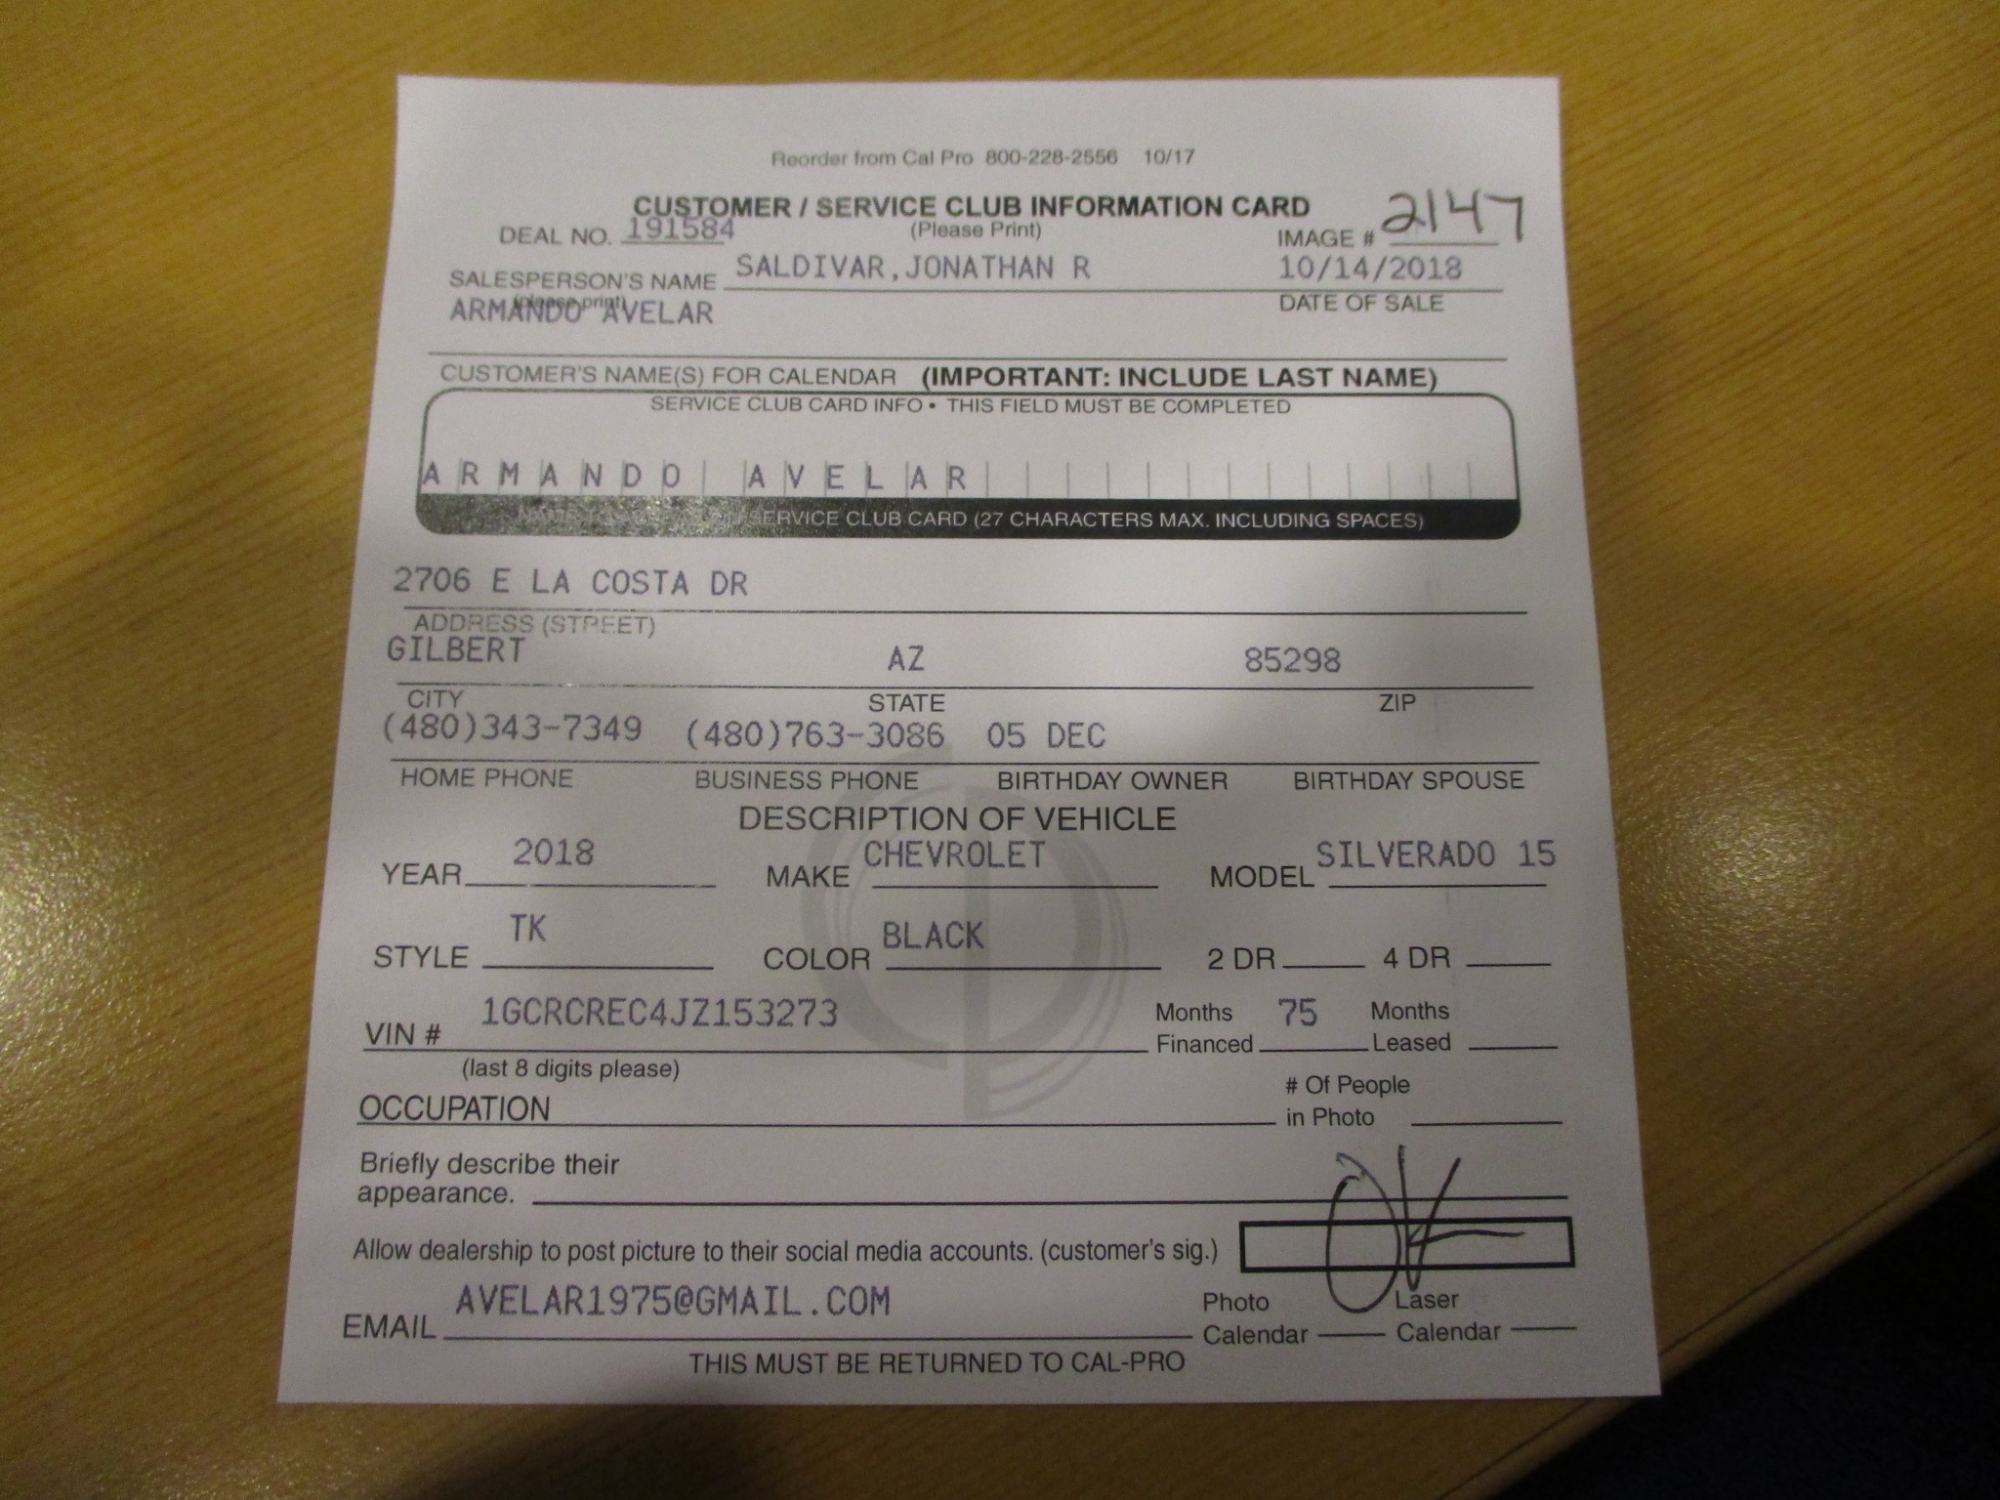 Reorder from Cal Pro 800-228-2556 10/17
CUSTOMER / SERVICE CLUB INFORMATION CARD
(Please Print)
DEAL NO. 191584
IMAGE # 2147
SALESPERSON'S NAME SALDIVAR,JONATHAN R 10/14/2018
(please print) DATE OF SALE
ARMANDO AVELAR
CUSTOMER'S NAME(S) FOR CALENDAR (IMPORTANT: INCLUDE LAST NAME)
SERVICE CLUB CARD INFO • THIS FIELD MUST BE COMPLETED
ARMANDO AVELAR
SERVICE CLUB CARD (27 CHARACTERS MAX. INCLUDING SPACES)
2706 E LA COSTA DR
ADDRESS (STREET)
GILBERT AZ 85298
CITY STATE ZIP
(480)343-7349 (480)763-3086 05 DEC
HOME PHONE BUSINESS PHONE BIRTHDAY OWNER BIRTHDAY SPOUSE
DESCRIPTION OF VEHICLE
YEAR 2018 MAKE CHEVROLET MODEL SILVERADO 15
STYLE TK COLOR BLACK 2 DR 4 DR
VIN # 1GCRCREC4JZ153273 Months Financed 75 Months Leased
(last 8 digits please)
OCCUPATION # Of People in Photo
Briefly describe their
appearance.
Allow dealership to post picture to their social media accounts. (customer's sig.)
EMAIL AVELAR1975@GMAIL.COM Photo Calendar Laser Calendar
THIS MUST BE RETURNED TO CAL-PRO